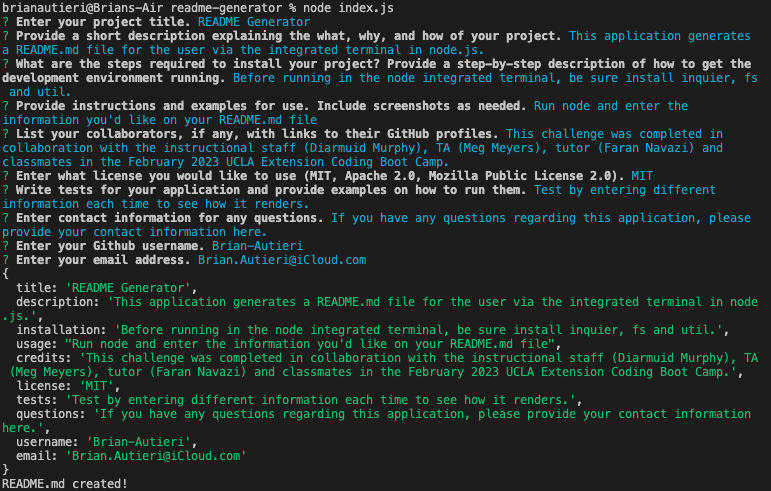 brianautieri@Brians-Air readme-generator % node index.js
? Enter your project title. README Generator
? Provide a short description explaining the what, why, and how of your project. This application generates
a README.md file for the user via the integrated terminal in node.js.
? What are the steps required to install your project? Provide a step-by-step description of how to get the
development environment running. Before running in the node integrated terminal, be sure install inquier, fs
 and util.
? Provide instructions and examples for use. Include screenshots as needed. Run node and enter the
information you'd like on your README.md file
? List your collaborators, if any, with links to their GitHub profiles. This challenge was completed in
collaboration with the instructional staff (Diarmuid Murphy), TA (Meg Meyers), tutor (Faran Navazi) and
classmates in the February 2023 UCLA Extension Coding Boot Camp.
? Enter what license you would like to use (MIT, Apache 2.0, Mozilla Public License 2.0). MIT
? Write tests for your application and provide examples on how to run them. Test by entering different
information each time to see how it renders.
? Enter contact information for any questions. If you have any questions regarding this application, please
provide your contact information here.
? Enter your Github username. Brian-Autieri
? Enter your email address. Brian.Autieri@iCloud.com
{
  title: 'README Generator',
  description: 'This application generates a README.md file for the user via the integrated terminal in node
.js.',
  installation: 'Before running in the node integrated terminal, be sure install inquier, fs and util.',
  usage: "Run node and enter the information you'd like on your README.md file",
  credits: 'This challenge was completed in collaboration with the instructional staff (Diarmuid Murphy), TA
 (Meg Meyers), tutor (Faran Navazi) and classmates in the February 2023 UCLA Extension Coding Boot Camp.',
  license: 'MIT',
  tests: 'Test by entering different information each time to see how it renders.',
  questions: 'If you have any questions regarding this application, please provide your contact information
here.',
  username: 'Brian-Autieri',
  email: 'Brian.Autieri@iCloud.com'
}
README.md created!